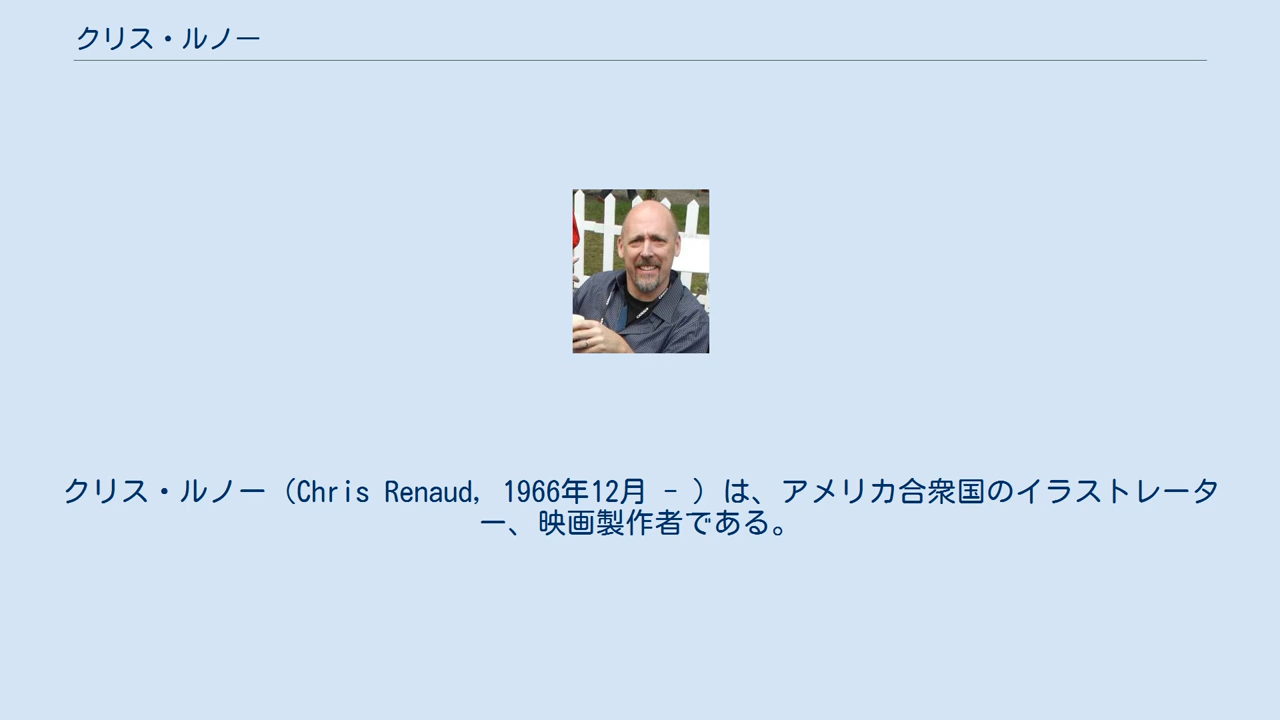 クリス・ルノー
クリス・ルノー（Chris Renaud, 1966年12月 - ）は、アメリカ合衆国のイラストレータ
ー、映画製作者である。